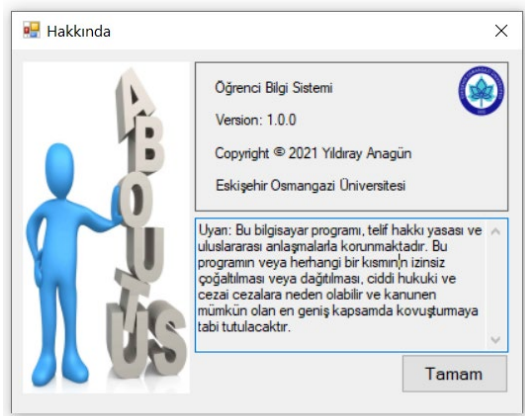 Hakkında
ABOUT US
Öğrenci Bilgi Sistemi
Version: 1.0.0
Copyright © 2021 Yıldıray Anagün
Eskişehir Osmangazi Üniversitesi
Uyarı: Bu bilgisayar programı, telif hakkı yasası ve
uluslararası anlaşmalarla korunmaktadır. Bu
programın veya herhangi bir kısmının izinsiz
çoğaltılması veya dağıtılması, ciddi hukuki ve
cezai cezalara neden olabilir ve kanunen
mümkün olan en geniş kapsamda kovuşturmaya
tabi tutulacaktır.
Tamam